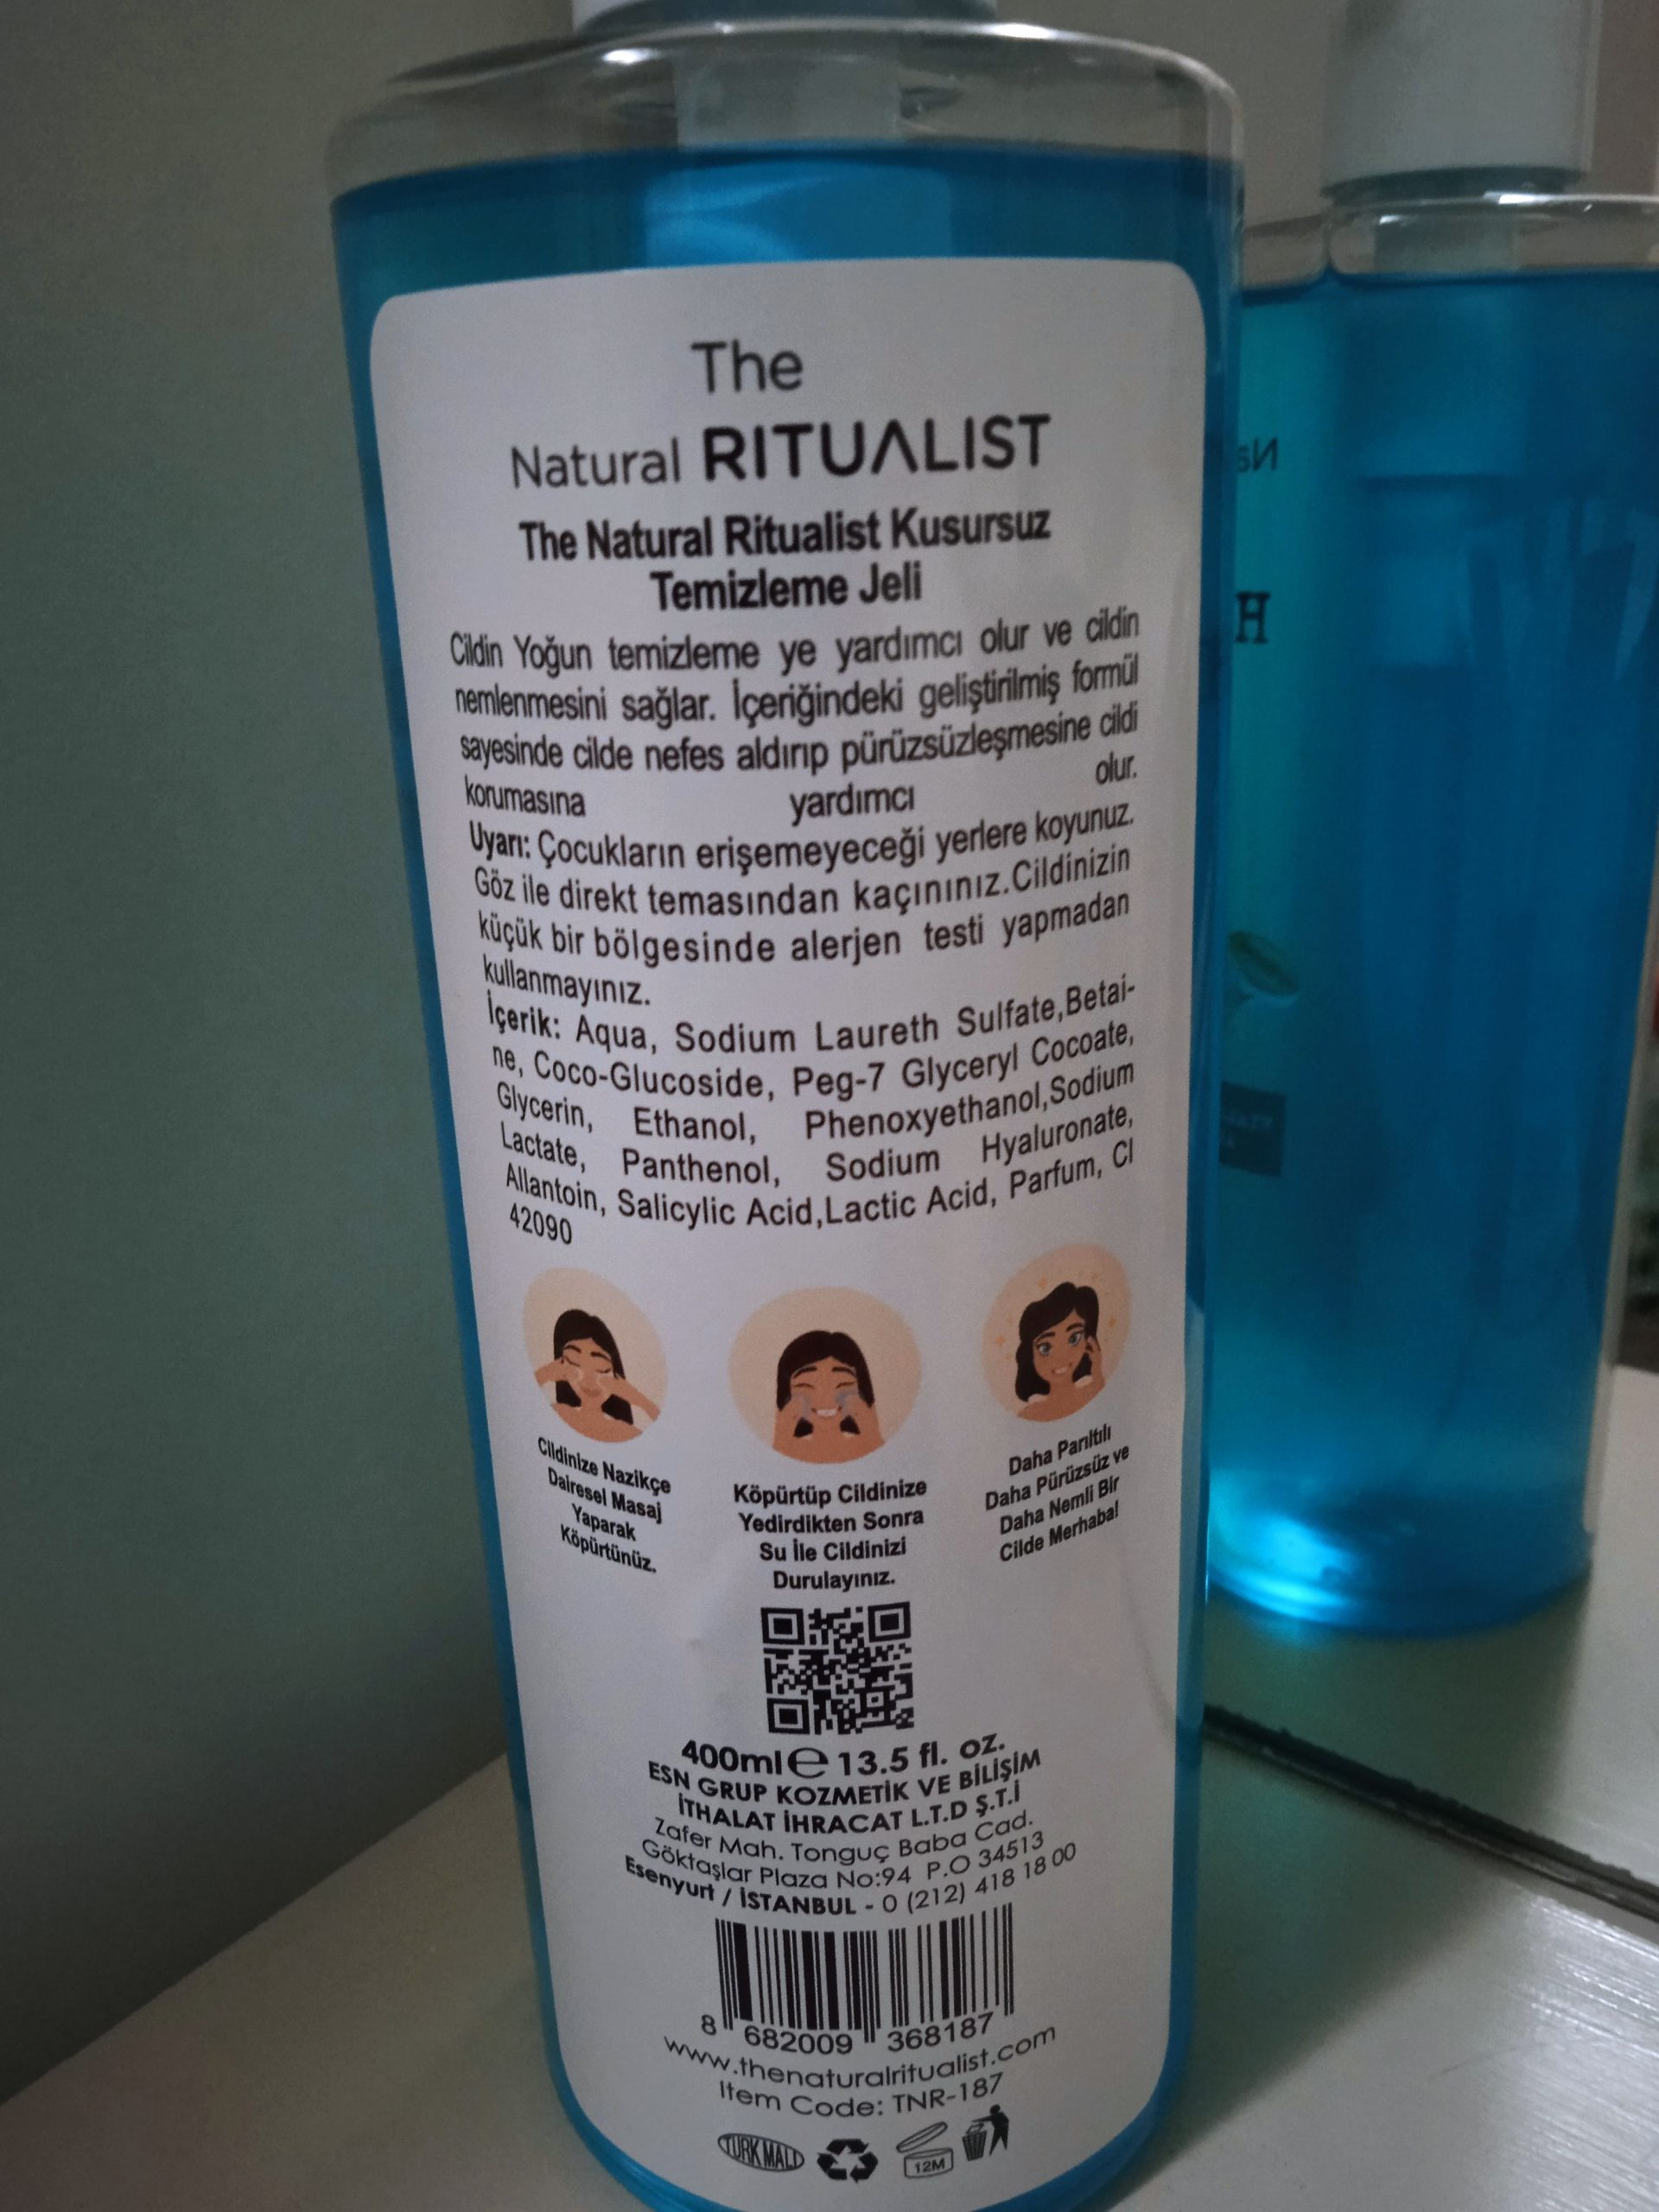 The
Natural RITUALIST
The Natural Ritualist Kusursuz
Temizleme Jeli
Cildin Yoğun temizleme ye yardımcı olur ve cildin
nemlenmesini sağlar. İçeriğindeki geliştirilmiş formül
sayesinde cilde nefes aldırıp pürüzsüzleşmesine cildi
korumasına yardımcı olur.
Uyarı: Çocukların erişemeyeceği yerlere koyunuz.
Göz ile direkt temasından kaçınınız.Cildinizin
küçük bir bölgesinde alerjen testi yapmadan
kullanmayınız.
İçerik: Aqua, Sodium Laureth Sulfate,Betai-
ne, Coco-Glucoside, Peg-7 Glyceryl Cocoate,
Glycerin, Ethanol, Phenoxyethanol,Sodium
Lactate, Panthenol, Sodium Hyaluronate,
Allantoin, Salicylic Acid,Lactic Acid, Parfum, CI
42090
Cildinize Nazikçe
Dairesel Masaj
Yaparak
Köpürtünüz.
Köpürtüp Cildinize
Yedirdikten Sonra
Su İle Cildinizi
Durulayınız.
Daha Parıltılı
Daha Pürüzsüz ve
Daha Nemli Bir
Cilde Merhaba!
400ml e 13.5 fl. oz.
ESN GRUP KOZMETİK VE BİLİŞİM
İTHALAT İHRACAT L.T.D Ş.T.İ
Zafer Mah. Tonguç Baba Cad.
Göktaşlar Plaza No:94 P.O 34513
Esenyurt / İSTANBUL - 0 (212) 418 18 00
8 682009 368187
www.thenaturalritualist.com
Item Code: TNR-187
TÜRK MALI
12M
H